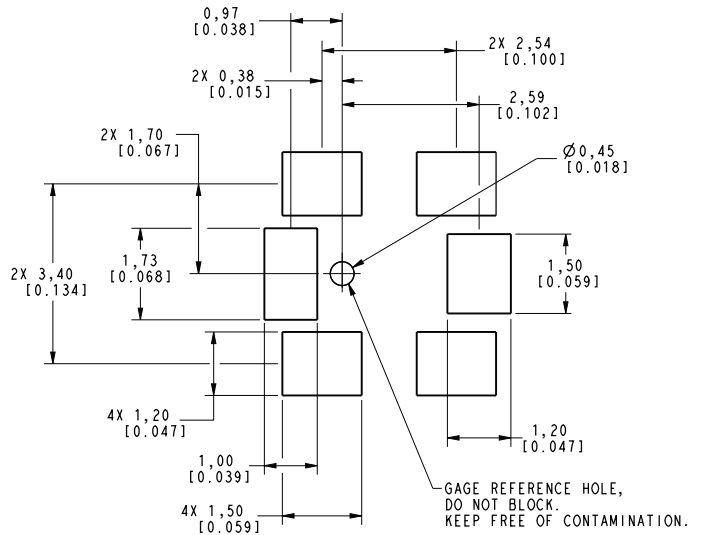 0,97
[0.038]
2X 2,54
[0.100]
2X 0,38
[0.015]
2,59
[0.102]
2X 1,70
[0.067]
Ø0,45
[0.018]
1,73
[0.068]
2X 3,40
[0.134]
1,50
[0.059]
4X 1,20
[0.047]
1,20
[0.047]
1,00
[0.039]
4X 1,50
[0.059]
GAGE REFERENCE HOLE,
DO NOT BLOCK.
KEEP FREE OF CONTAMINATION.